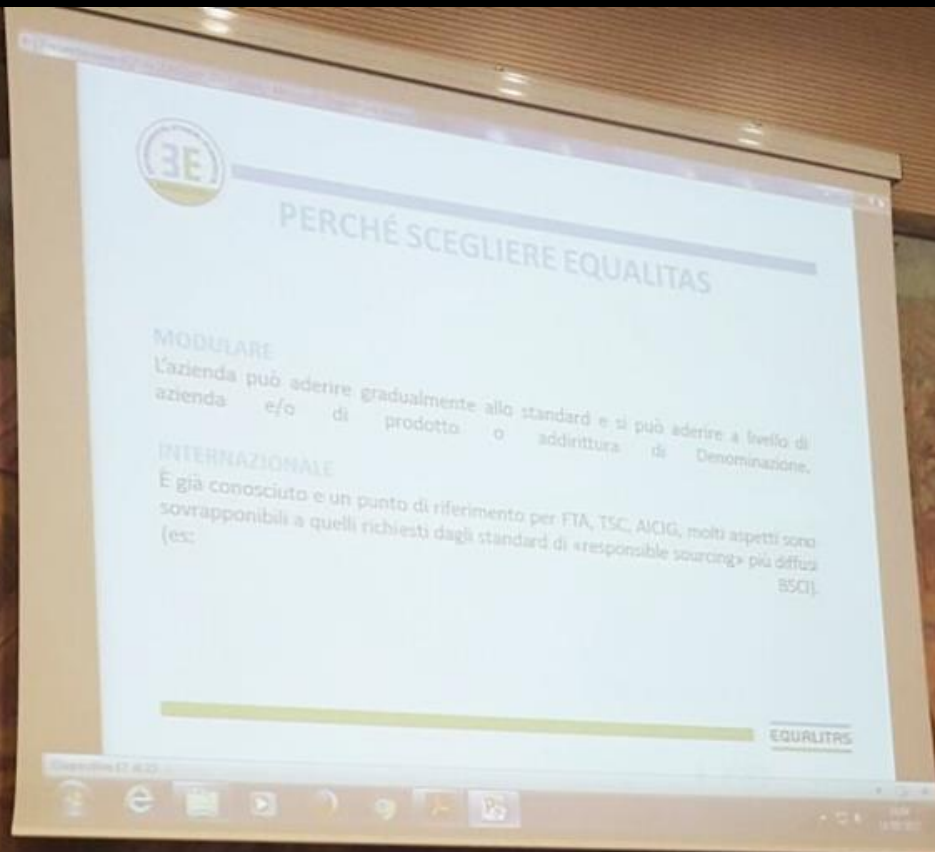 3E
PERCHÉ SCEGLIERE EQUALITAS
MODULARE
L'azienda può aderire gradualmente allo standard e si può aderire a livello di
azienda e/o di prodotto o addirittura di Denominazione.
INTERNAZIONALE
È già conosciuto e un punto di riferimento per FTA, TSC, AICIG, molti aspetti sono
sovrapponibili a quelli richiesti dagli standard di «responsible sourcing» più diffusi
(es: BSCI).
EQUALITAS